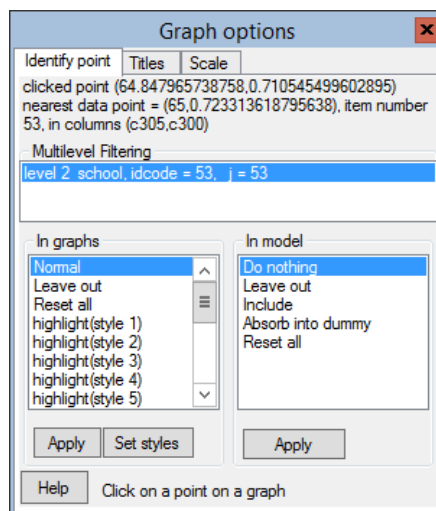 Graph options
Identify point Titles Scale
clicked point (64.847965738758,0.710545499602895)
nearest data point = (65,0.723313618795638), item number
53, in columns (c305,c300)
Multilevel Filtering
level 2 school, idcode = 53, j = 53
In graphs
Normal
Leave out
Reset all
highlight(style 1)
highlight(style 2)
highlight(style 3)
highlight(style 4)
highlight(style 5)
Apply Set styles
In model
Do nothing
Leave out
Include
Absorb into dummy
Reset all
Apply
Help Click on a point on a graph